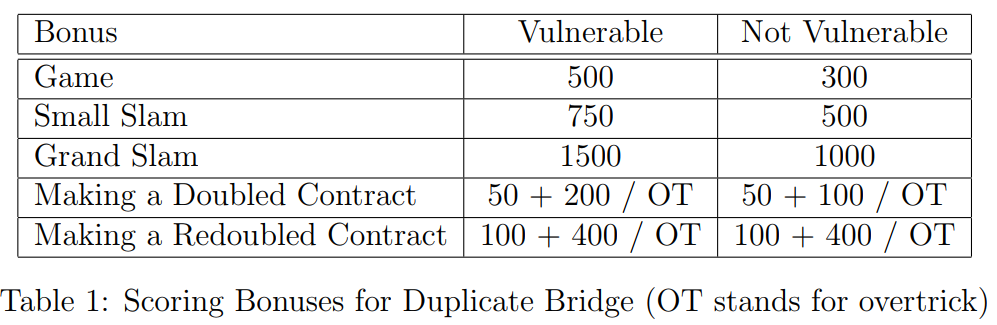 Bonus Vulnerable Not Vulnerable
Game 500 300
Small Slam 750 500
Grand Slam 1500 1000
Making a Doubled Contract 50 + 200 / OT 50 + 100 / OT
Making a Redoubled Contract 100 + 400 / OT 100 + 400 / OT
Table 1: Scoring Bonuses for Duplicate Bridge (OT stands for overtrick)